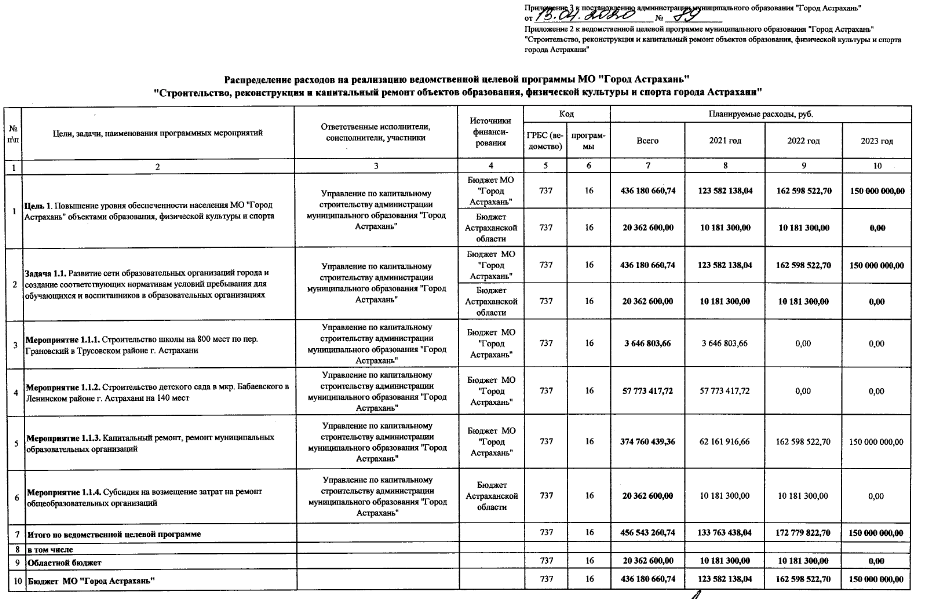 Приложение 3 к постановлению администрации муниципального образования "Город Астрахань"
от 15.04.2020 № 89
Приложение 2 к ведомственной целевой программе муниципального образования "Город Астрахань"
"Строительство, реконструкция и капитальный ремонт объектов образования, физической культуры и спорта
города Астрахани"
Распределение расходов на реализацию ведомственной целевой программы МО "Город Астрахань"
"Строительство, реконструкция и капитальный ремонт объектов образования, физической культуры и спорта города Астрахани"
№ п\п
Цели, задачи, наименования программных мероприятий
Ответственные исполнители,
соисполнители, участники
Источники
финанси-
рования
Код
ГРБС (ве-
домство)
програм-
мы
Планируемые расходы, руб.
Всего 2021 год 2022 год 2023 год
1 2 3 4 5 6 7 8 9 10
1
Цель 1. Повышение уровня обеспеченности населения МО "Город
Астрахань" объектами образования, физической культуры и спорта
Управление по капитальному
строительству администрации
муниципального образования "Город
Астрахань"
Бюджет МО
"Город
Астрахань"
737 16 436 180 660,74 123 582 138,04 162 598 522,70 150 000 000,00
Бюджет
Астраханской
области
737 16 20 362 600,00 10 181 300,00 10 181 300,00 0,00
2
Задача 1.1. Развитие сети образовательных организаций города и
создание соответствующих нормативам условий пребывания для
обучающихся и воспитанников в образовательных организациях
Управление по капитальному
строительству администрации
муниципального образования "Город
Астрахань"
Бюджет МО
"Город
Астрахань"
737 16 436 180 660,74 123 582 138,04 162 598 522,70 150 000 000,00
Бюджет
Астраханской
области
737 16 20 362 600,00 10 181 300,00 10 181 300,00 0,00
3
Мероприятие 1.1.1. Строительство школы на 800 мест по пер.
Грановский в Трусовском районе г. Астрахани
Управление по капитальному
строительству администрации
муниципального образования "Город
Астрахань"
Бюджет МО
"Город
Астрахань"
737 16 3 646 803,66 3 646 803,66 0,00 0,00
4
Мероприятие 1.1.2. Строительство детского сада в мкр. Бабаевского в
Ленинском районе г. Астрахани на 140 мест
Управление по капитальному
строительству администрации
муниципального образования "Город
Астрахань"
Бюджет МО
"Город
Астрахань"
737 16 57 773 417,72 57 773 417,72 0,00 0,00
5
Мероприятие 1.1.3. Капитальный ремонт, ремонт муниципальных
образовательных организаций
Управление по капитальному
строительству администрации
муниципального образования "Город
Астрахань"
Бюджет МО
"Город
Астрахань"
737 16 374 760 439,36 62 161 916,66 162 598 522,70 150 000 000,00
6
Мероприятие 1.1.4. Субсидия на возмещение затрат на ремонт
общеобразовательных организаций
Управление по капитальному
строительству администрации
муниципального образования "Город
Астрахань"
Бюджет
Астраханской
области
737 16 20 362 600,00 10 181 300,00 10 181 300,00 0,00
7 Итого по ведомственной целевой программе 737 16 456 543 260,74 133 763 438,04 172 779 822,70 150 000 000,00
8 в том числе
9 Областной бюджет 737 16 20 362 600,00 10 181 300,00 10 181 300,00 0,00
10 Бюджет МО "Город Астрахань" 737 16 436 180 660,74 123 582 138,04 162 598 522,70 150 000 000,00